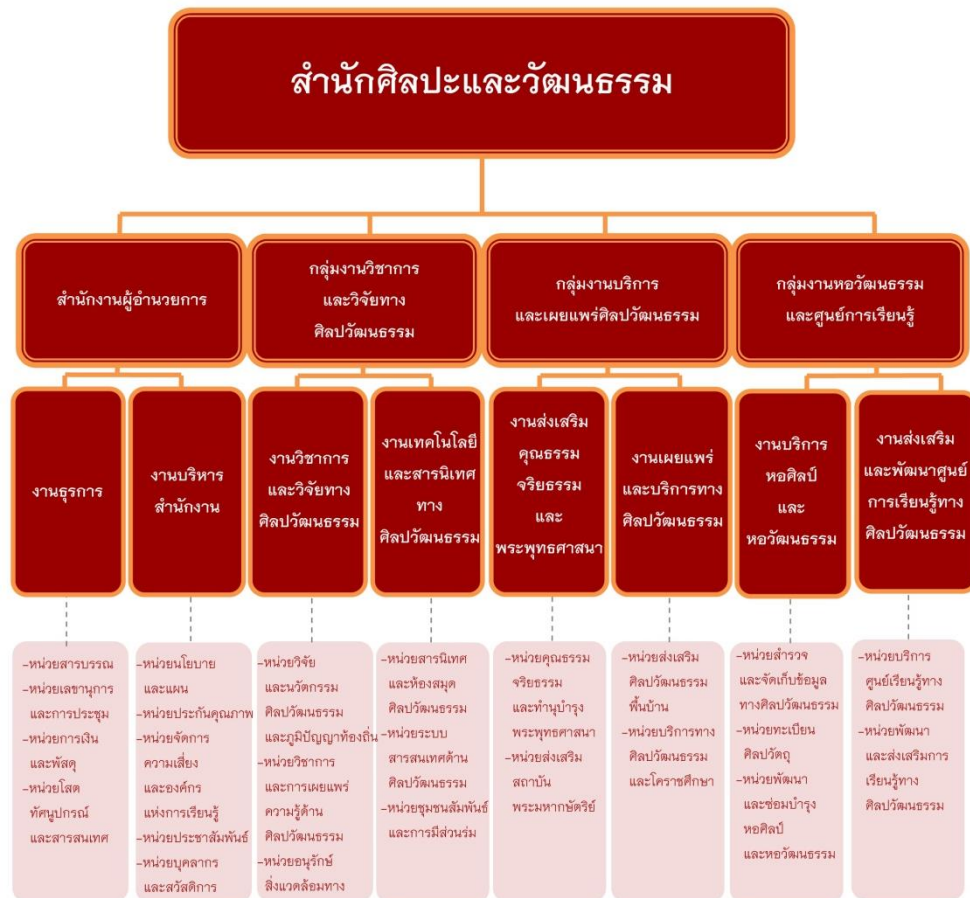 สำนักศิลปะและวัฒนธรรม
สำนักงานผู้อำนวยการ
กลุ่มงานวิชาการ
และวิจัยทาง
ศิลปวัฒนธรรม
กลุ่มงานบริการ
และเผยแพร่ศิลปวัฒนธรรม
กลุ่มงานหอวัฒนธรรม
และศูนย์การเรียนรู้
งานธุรการ
งานบริหาร
สำนักงาน
งานวิชาการ
และวิจัยทาง
ศิลปวัฒนธรรม
งานเทคโนโลยี
และสารนิเทศ
ทาง
ศิลปวัฒนธรรม
งานส่งเสริม
คุณธรรม
จริยธรรม
และ
พระพุทธศาสนา
งานเผยแพร่
และบริการทาง
ศิลปวัฒนธรรม
งานบริการ
หอศิลป์
และ
หอวัฒนธรรม
งานส่งเสริม
และพัฒนาศูนย์
การเรียนรู้ทาง
ศิลปวัฒนธรรม
-หน่วยสารบรรณ
-หน่วยเลขานุการ
และการประชุม
-หน่วยการเงิน
และพัสดุ
-หน่วยโสต
ทัศนูปกรณ์
และสารสนเทศ
-หน่วยนโยบาย
และแผน
-หน่วยประกันคุณภาพ
-หน่วยจัดการ
ความเสี่ยง
และองค์กร
แห่งการเรียนรู้
-หน่วยประชาสัมพันธ์
-หน่วยบุคลากร
และสวัสดิการ
-หน่วยวิจัย
และนวัตกรรม
ศิลปวัฒนธรรม
และภูมิปัญญาท้องถิ่น
-หน่วยวิชาการ
และการเผยแพร่
ความรู้ด้าน
ศิลปวัฒนธรรม
-หน่วยอนุรักษ์
สิ่งแวดล้อมทาง
-หน่วยสารนิเทศ
และห้องสมุด
ศิลปวัฒนธรรม
-หน่วยระบบ
สารสนเทศด้าน
ศิลปวัฒนธรรม
-หน่วยชุมชนสัมพันธ์
และการมีส่วนร่ม
-หน่วยคุณธรรม
จริยธรรม
และทำนุบำรุง
พระพุทธศาสนา
-หน่วยส่งเสริม
สถาบัน
พระมหากษัตริย์
-หน่วยส่งเสริม
ศิลปวัฒนธรรม
พื้นบ้าน
-หน่วยบริการทาง
ศิลปวัฒนธรรม
และโคราชศึกษา
-หน่วยสำรวจ
และจัดเก็บข้อมูล
ทางศิลปวัฒนธรรม
-หน่วยทะเบียน
ศิลปวัตถุ
-หน่วยพัฒนา
และซ่อมบำรุง
หอศิลป์
และหอวัฒนธรรม
-หน่วยบริการ
ศูนย์เรียนรู้ทาง
ศิลปวัฒนธรรม
-หน่วยพัฒนา
และส่งเสริมการ
เรียนรู้ทาง
ศิลปวัฒนธรรม